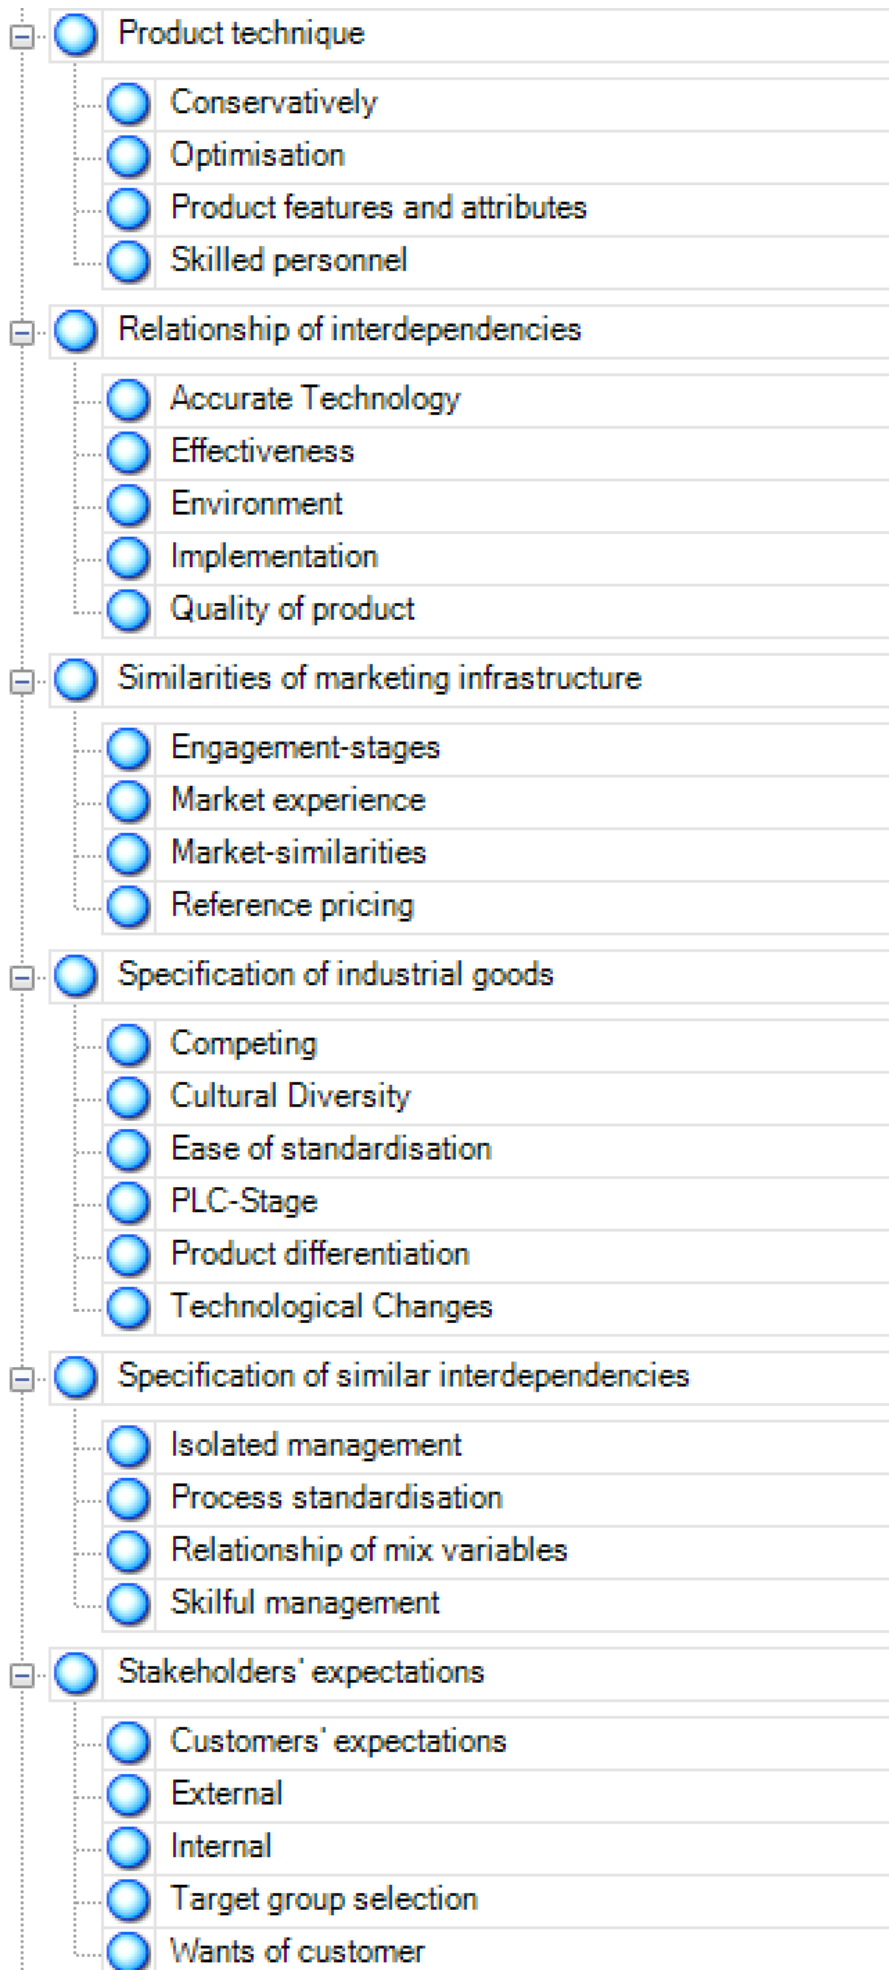 Product technique
Conservatively
Optimisation
Product features and attributes
Skilled personnel
Relationship of interdependencies
Accurate Technology
Effectiveness
Environment
Implementation
Quality of product
Similarities of marketing infrastructure
Engagement-stages
Market experience
Market-similarities
Reference pricing
Specification of industrial goods
Competing
Cultural Diversity
Ease of standardisation
PLC-Stage
Product differentiation
Technological Changes
Specification of similar interdependencies
Isolated management
Process standardisation
Relationship of mix variables
Skilful management
Stakeholders' expectations
Customers' expectations
External
Internal
Target group selection
Wants of customer